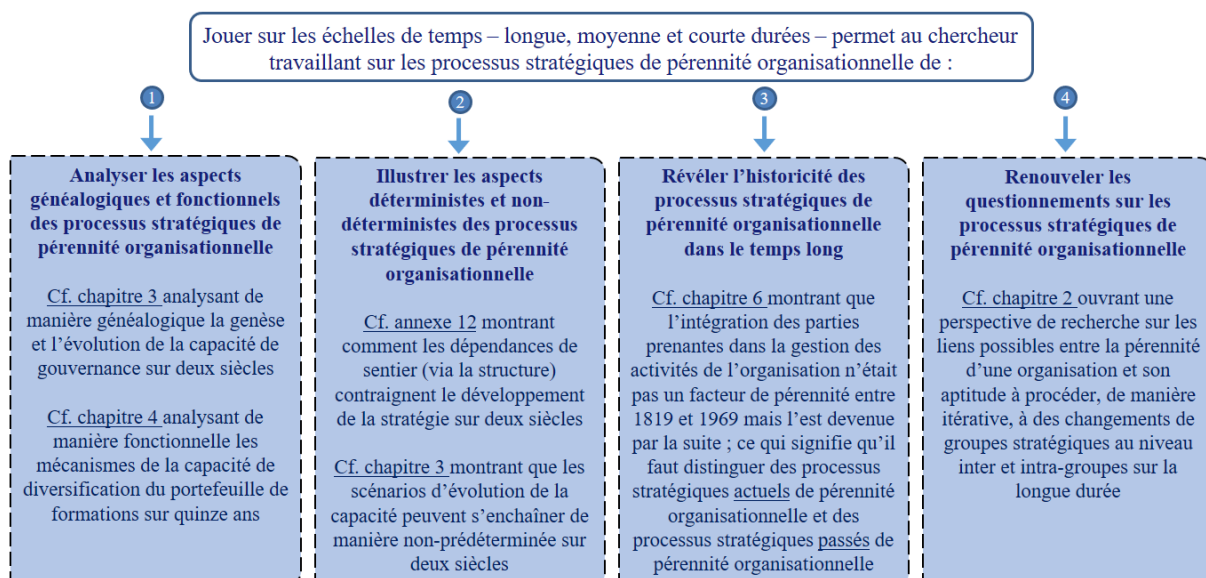 Jouer sur les échelles de temps – longue, moyenne et courte durées – permet au chercheur
travaillant sur les processus stratégiques de pérennité organisationnelle de :
1
Analyser les aspects
généalogiques et fonctionnels
des processus stratégiques de
pérennité organisationnelle
Cf. chapitre 3 analysant de
manière généalogique la genèse
et l’évolution de la capacité de
gouvernance sur deux siècles
Cf. chapitre 4 analysant de
manière fonctionnelle les
mécanismes de la capacité de
diversification du portefeuille de
formations sur quinze ans
2
Illustrer les aspects
déterministes et non-
déterministes des processus
stratégiques de pérennité
organisationnelle
Cf. annexe 12 montrant
comment les dépendances de
sentier (via la structure)
contraignent le développement
de la stratégie sur deux siècles
Cf. chapitre 3 montrant que les
scénarios d’évolution de la
capacité peuvent s’enchaîner de
manière non-prédéterminée sur
deux siècles
3
Révéler l’historicité des
processus stratégiques de
pérennité organisationnelle
dans le temps long
Cf. chapitre 6 montrant que
l’intégration des parties
prenantes dans la gestion des
activités de l’organisation n’était
pas un facteur de pérennité entre
1819 et 1969 mais l’est devenue
par la suite ; ce qui signifie qu’il
faut distinguer des processus
stratégiques actuels de pérennité
organisationnelle et des
processus stratégiques passés de
pérennité organisationnelle
4
Renouveler les
questionnements sur les
processus stratégiques de
pérennité organisationnelle
Cf. chapitre 2 ouvrant une
perspective de recherche sur les
liens possibles entre la pérennité
d’une organisation et son
aptitude à procéder, de manière
itérative, à des changements de
groupes stratégiques au niveau
inter et intra-groupes sur la
longue durée